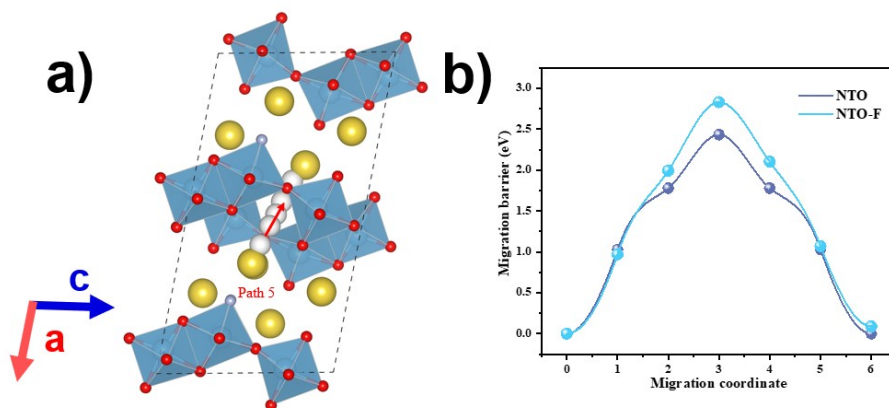 a)
Path 5
c
a
b)
NTO
NTO-F
Migration barrier (eV)
3.0
2.5
2.0
1.5
1.0
0.5
0.0
0 1 2 3 4 5 6
Migration coordinate